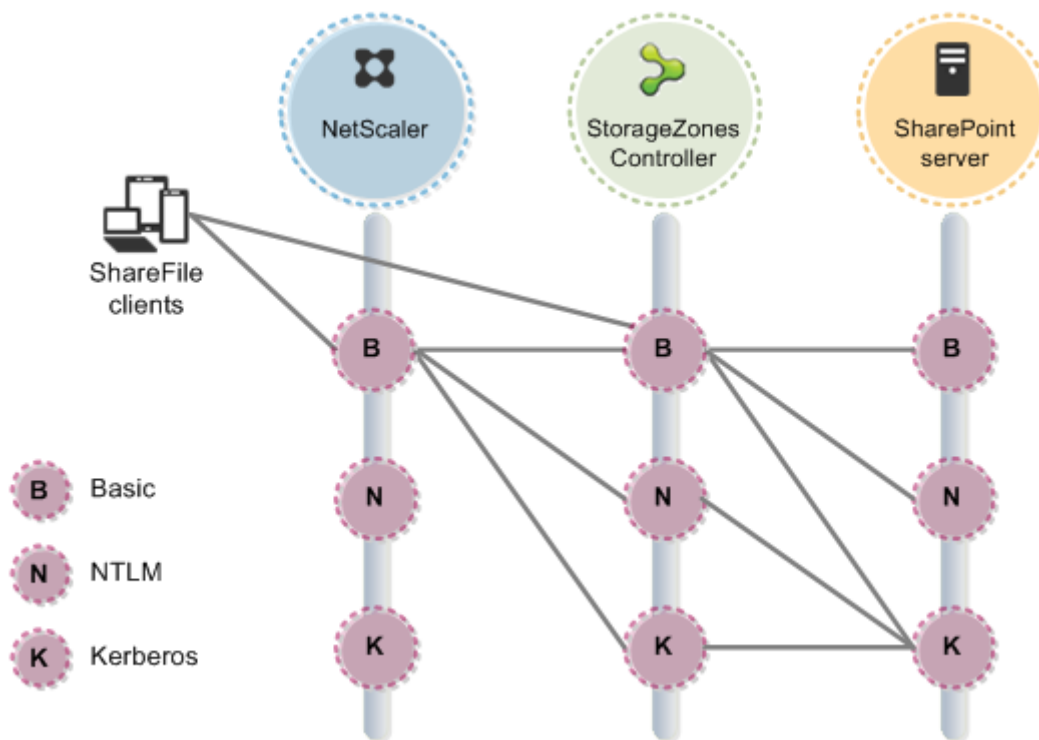 NetScaler
StorageZones
Controller
SharePoint
server
ShareFile
clients
B
B
B
B
Basic
N
N
N
N
NTLM
K
K
K
K
Kerberos